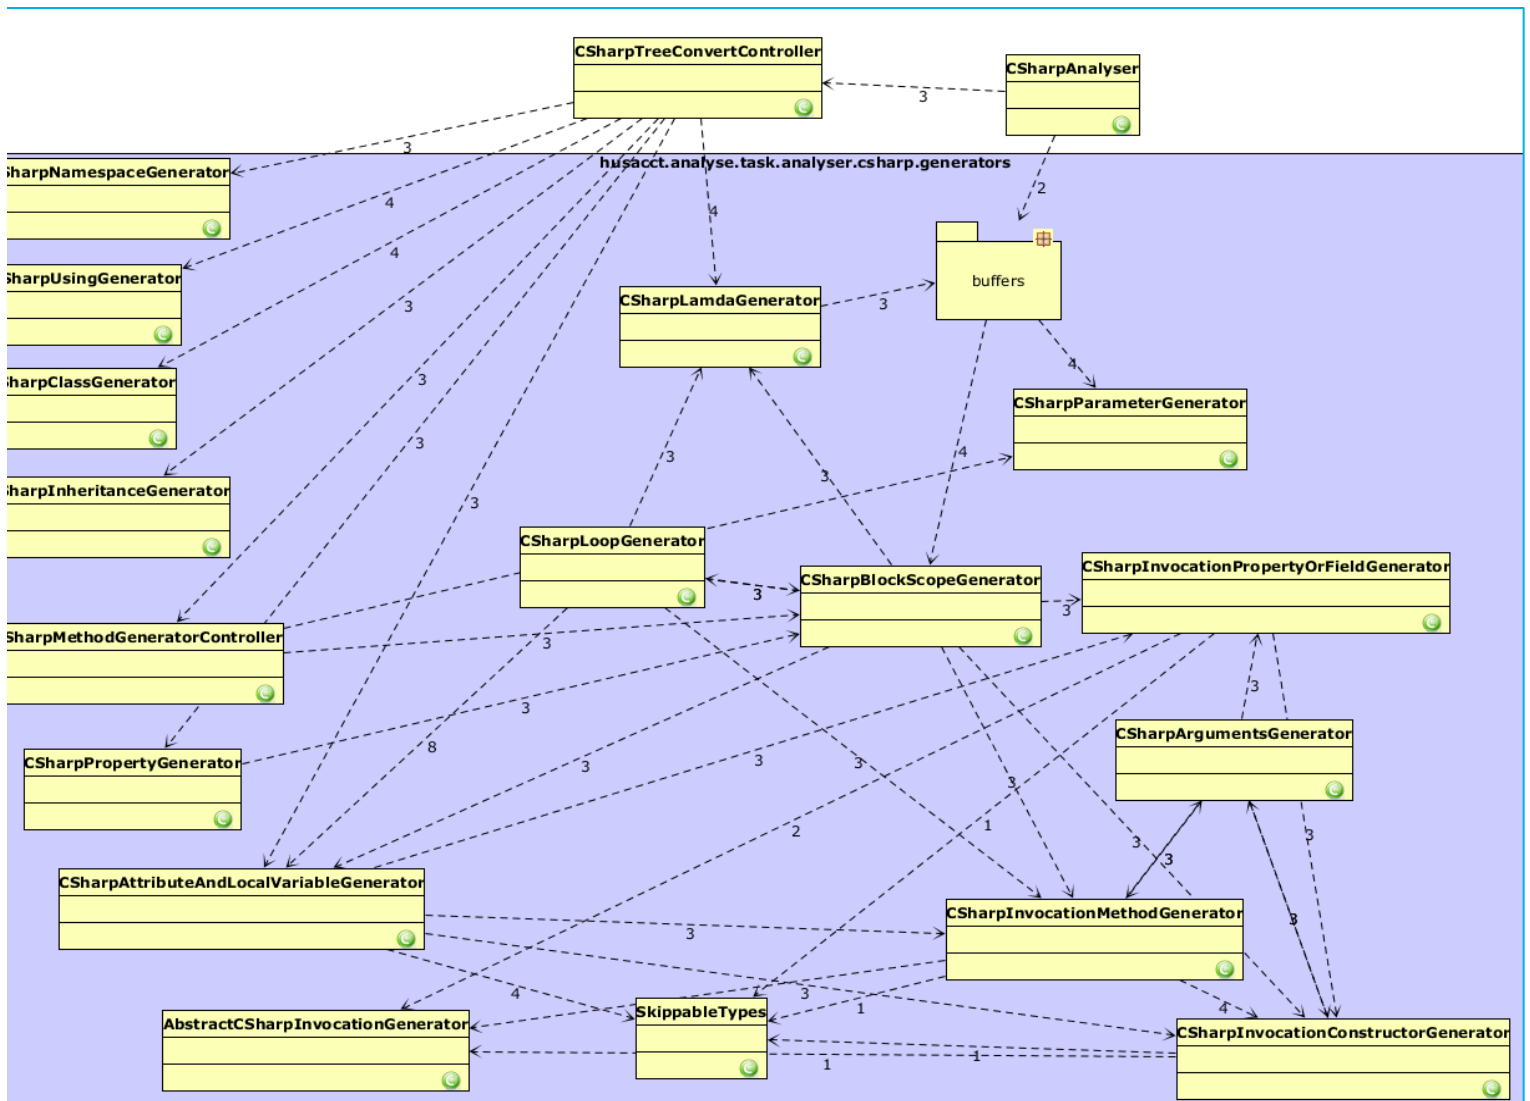 CSharpTreeConvertController
CSharpAnalyser
3
3
husacct.analyse.task.analyser.csharp.generators
SharpNamespaceGenerator
2
4
4
buffers
4
SharpUsingGenerator
CSharpLamdaGenerator
3
3
4
SharpClassGenerator
3
CSharpParameterGenerator
3
4
3
3
SharpInheritanceGenerator
3
CSharpLoopGenerator
CSharpBlockScopeGenerator
CSharpInvocationPropertyOrFieldGenerator
3
3
SharpMethodGeneratorController
3
3
3
CSharpArgumentsGenerator
8
CSharpPropertyGenerator
3
3
3
3
1
2
3
3
3
CSharpAttributeAndLocalVariableGenerator
CSharpInvocationMethodGenerator
3
3
4
3
1
4
AbstractCSharpInvocationGenerator
SkippableTypes
CSharpInvocationConstructorGenerator
1
1